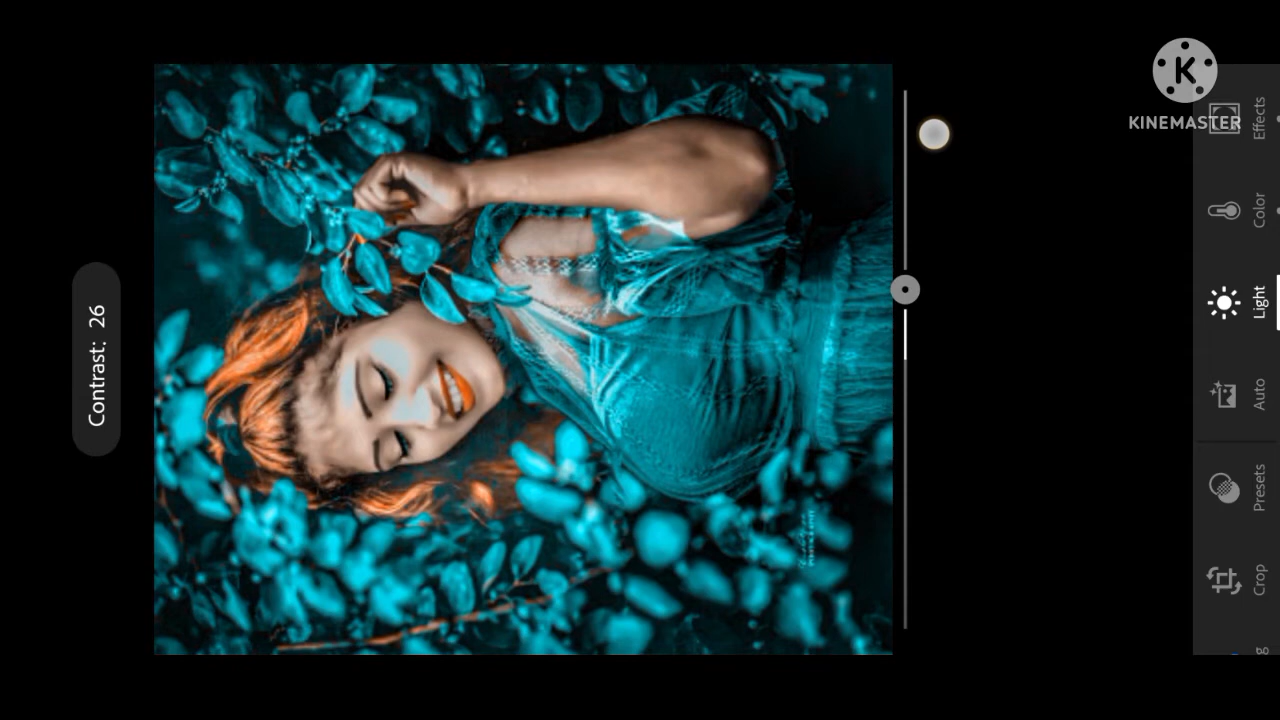 Contrast: 26
KINEMASTER
Effects
Color
Light
Auto
Presets
Crop